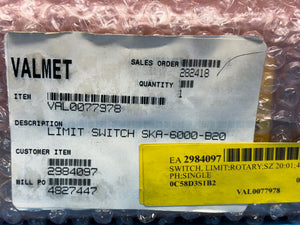 VALMET
SALES ORDER
282418
QUANTITY
1
ITEM
VAL0077978
DESCRIPTION
LIMIT SWITCH SKA-6000-B20
CUSTOMER ITEM
2984097
BILL PO
4827447
EA 2984097
SWITCH, LIMIT:ROTARY,SZ 20:01;4
PH;SINGLE
0C58D3S1B2
VAL0077978